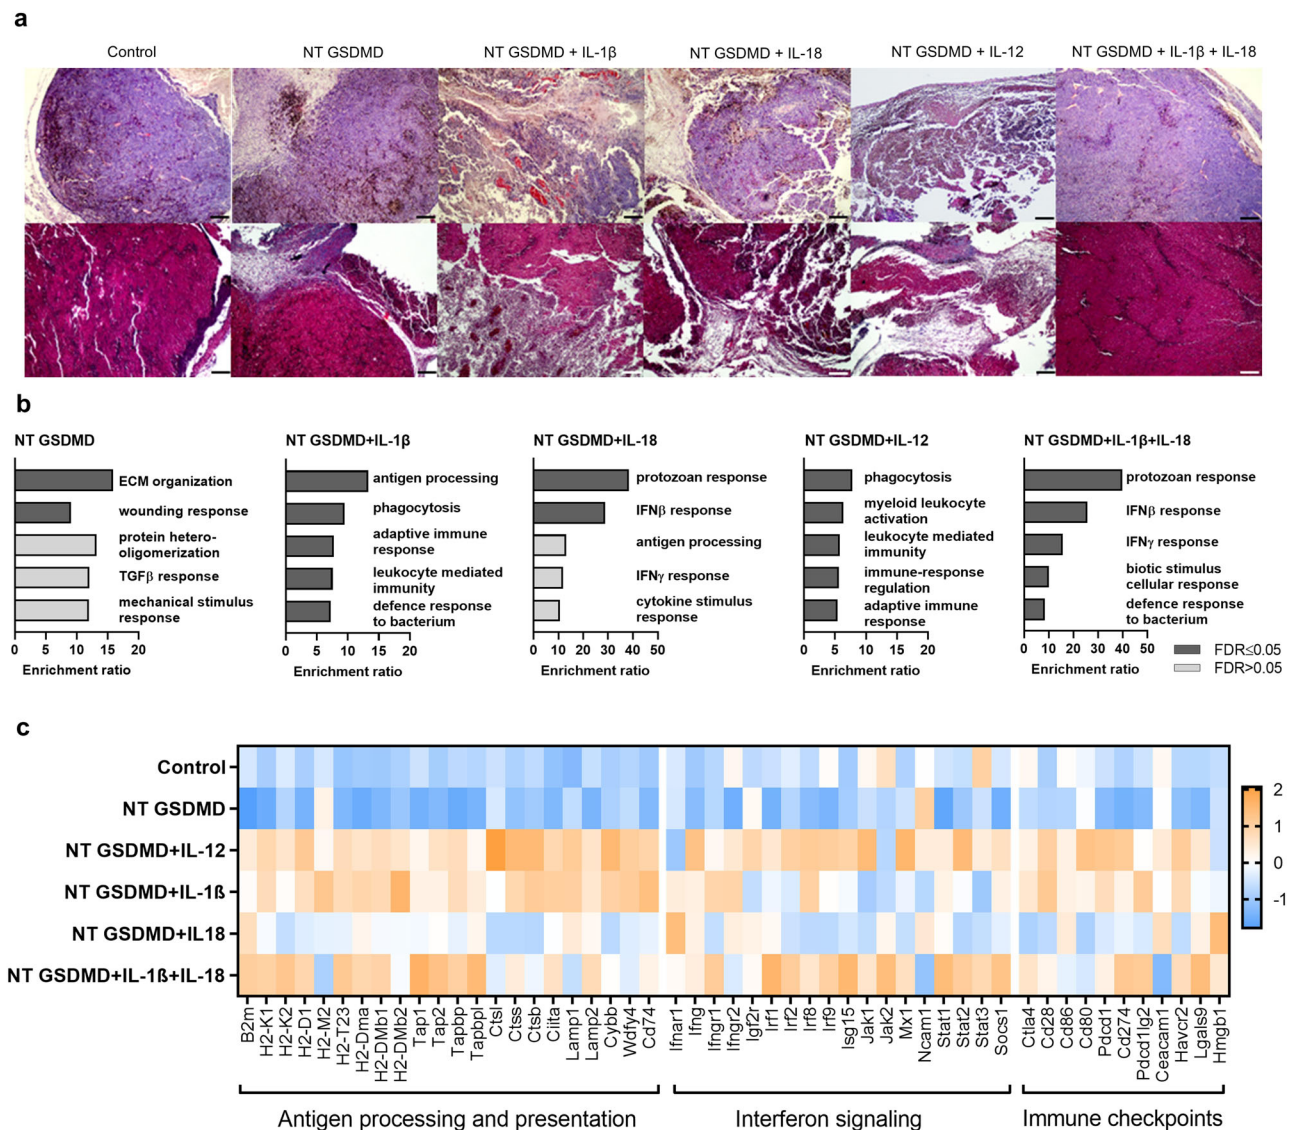 a
Control
NT GSDMD
NT GSDMD + IL-1β
NT GSDMD + IL-18
NT GSDMD + IL-12
NT GSDMD + IL-1β + IL-18
b
NT GSDMD
ECM organization
wounding response
protein hetero-
oligomerization
TGFβ response
mechanical stimulus
response
0 5 10 15 20
Enrichment ratio
NT GSDMD+IL-1β
antigen processing
phagocytosis
adaptive immune
response
leukocyte mediated
immunity
defence response
to bacterium
0 5 10 15 20
Enrichment ratio
NT GSDMD+IL-18
protozoan response
IFNβ response
antigen processing
IFNγ response
cytokine stimulus
response
0 10 20 30 40 50
Enrichment ratio
NT GSDMD+IL-12
phagocytosis
myeloid leukocyte
activation
leukocyte mediated
immunity
immune-response
regulation
adaptive immune
response
0 5 10 15 20
Enrichment ratio
NT GSDMD+IL-1β+IL-18
protozoan response
IFNβ response
IFNγ response
biotic stimulus
cellular response
defence response
to bacterium
0 10 20 30 40 50
Enrichment ratio
FDR≤0.05
FDR>0.05
c
Control
NT GSDMD
NT GSDMD+IL-12
NT GSDMD+IL-1ß
NT GSDMD+IL18
NT GSDMD+IL-1ß+IL-18
2
1
0
-1
B2m
H2-K1
H2-K2
H2-D1
H2-M2
H2-T23
H2-Dma
H2-DMb1
H2-DMb2
Tap1
Tap2
Tapbp
Tapbpl
Ctsl
Ctss
Ctsb
Ciita
Lamp1
Lamp2
Cybb
Wdfy4
Cd74
Ifnar1
Ifng
Ifngr1
Ifngr2
Igf2r
Irf1
Irf2
Irf8
Irf9
Isg15
Jak1
Jak2
Mx1
Ncam1
Stat1
Stat2
Stat3
Socs1
Ctla4
Cd28
Cd86
Cd80
Pdcd1
Cd274
Pdcd1lg2
Ceacam1
Havcr2
Lgals9
Hmgb1
Antigen processing and presentation
Interferon signaling
Immune checkpoints